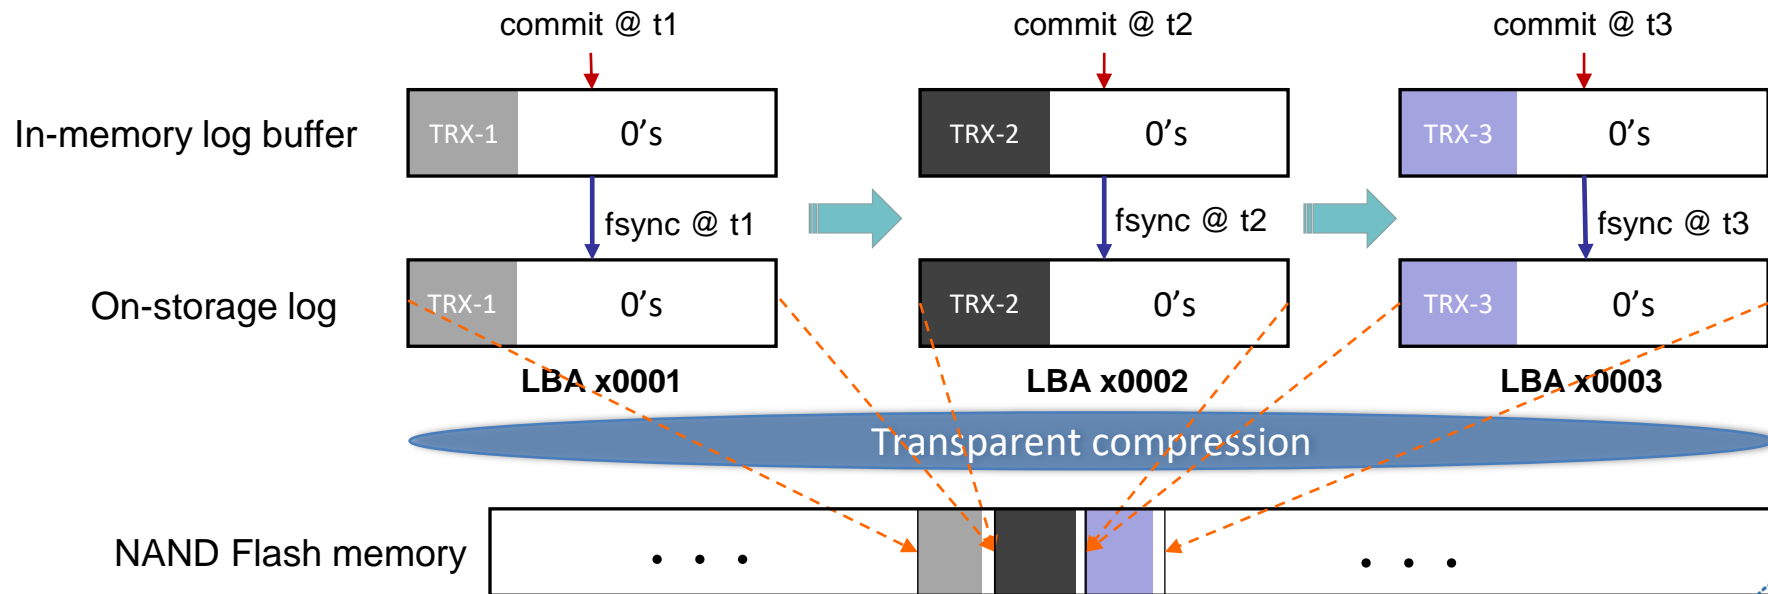 commit @ t1 commit @ t2 commit @ t3
In-memory log buffer TRX-1 0's TRX-2 0's TRX-3 0's
fsync @ t1 fsync @ t2 fsync @ t3
On-storage log TRX-1 0's TRX-2 0's TRX-3 0's
LBA x0001 LBA x0002 LBA x0003
Transparent compression
NAND Flash memory . . . . . .